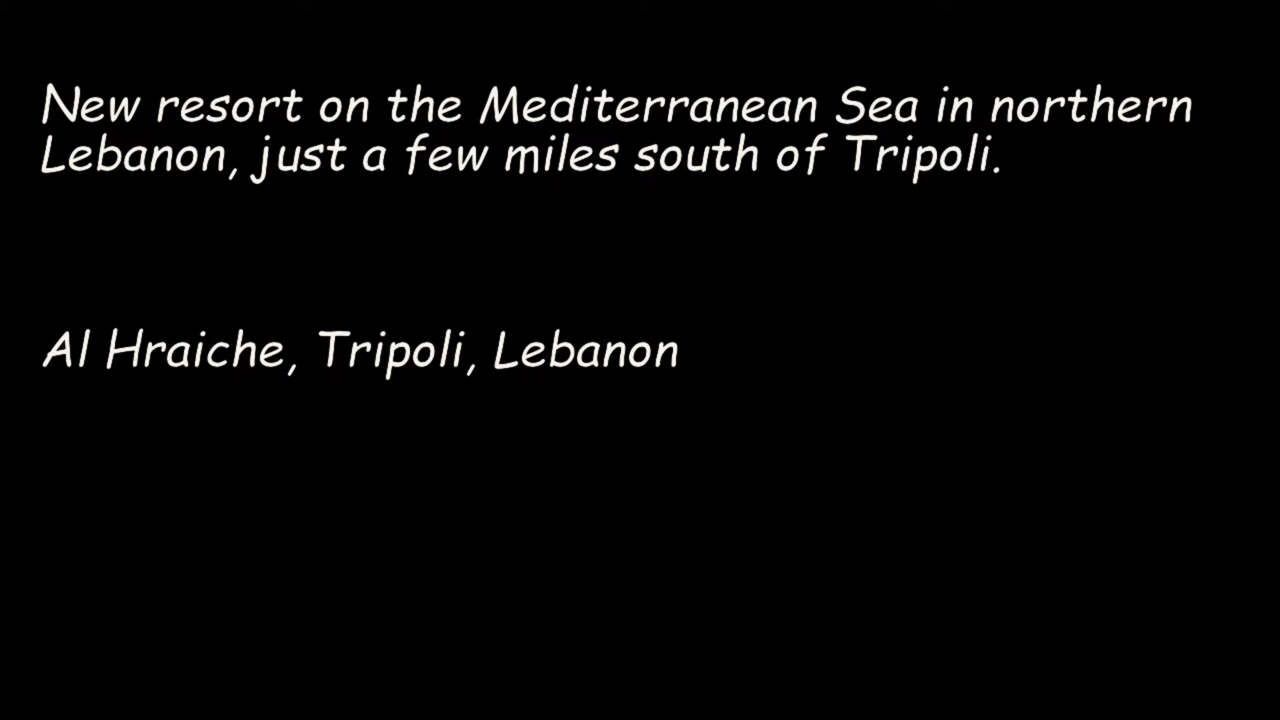 New resort on the Mediterranean Sea in northern
Lebanon, just a few miles south of Tripoli.
Al Hraiche, Tripoli, Lebanon